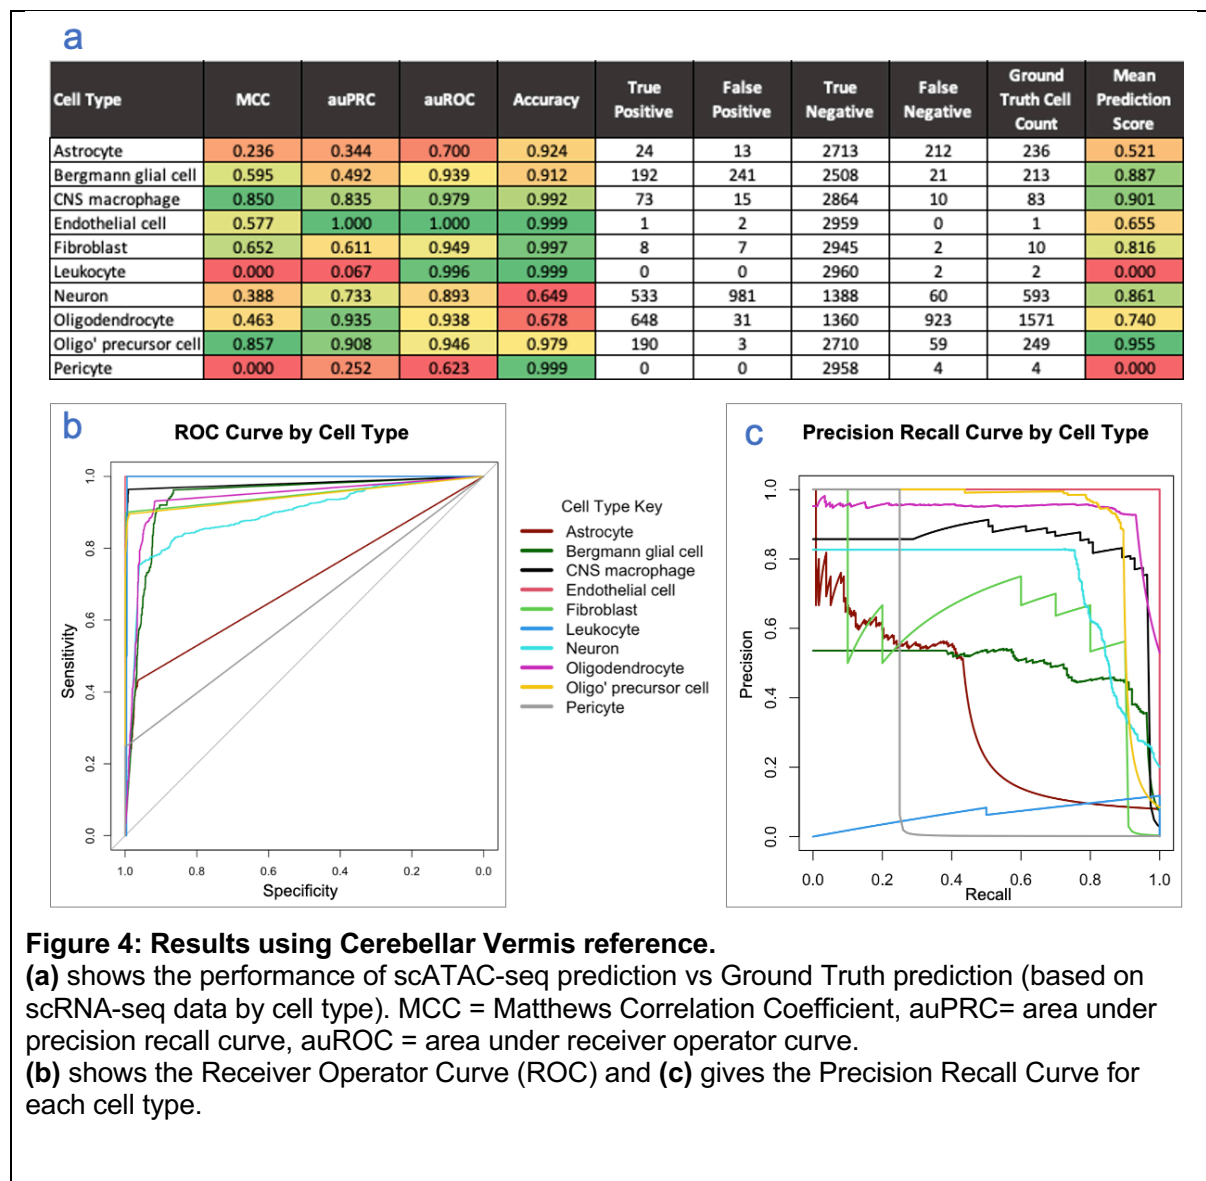 a
Cell Type MCC auPRC auROC Accuracy True Positive False Positive True Negative False Negative Ground Truth Cell Count Mean Prediction Score
Astrocyte 0.236 0.344 0.700 0.924 24 13 2713 212 236 0.521
Bergmann glial cell 0.595 0.492 0.939 0.912 192 241 2508 21 213 0.887
CNS macrophage 0.850 0.835 0.979 0.992 73 15 2864 10 83 0.901
Endothelial cell 0.577 1.000 1.000 0.999 1 2 2959 0 1 0.655
Fibroblast 0.652 0.611 0.949 0.997 8 7 2945 2 10 0.816
Leukocyte 0.000 0.067 0.996 0.999 0 0 2960 2 2 0.000
Neuron 0.388 0.733 0.893 0.649 533 981 1388 60 593 0.861
Oligodendrocyte 0.463 0.935 0.938 0.678 648 31 1360 923 1571 0.740
Oligo' precursor cell 0.857 0.908 0.946 0.979 190 3 2710 59 249 0.955
Pericyte 0.000 0.252 0.623 0.999 0 0 2958 4 4 0.000
b
ROC Curve by Cell Type
Sensitivity
1.0
0.8
0.6
0.4
0.2
0.0
1.0 0.8 0.6 0.4 0.2 0.0
Specificity
Cell Type Key
Astrocyte
Bergmann glial cell
CNS macrophage
Endothelial cell
Fibroblast
Leukocyte
Neuron
Oligodendrocyte
Oligo' precursor cell
Pericyte
c
Precision Recall Curve by Cell Type
Precision
1.0
0.8
0.6
0.4
0.2
0.0
0.0 0.2 0.4 0.6 0.8 1.0
Recall
Figure 4: Results using Cerebellar Vermis reference.
(a) shows the performance of scATAC-seq prediction vs Ground Truth prediction (based on
scRNA-seq data by cell type). MCC = Matthews Correlation Coefficient, auPRC= area under
precision recall curve, auROC = area under receiver operator curve.
(b) shows the Receiver Operator Curve (ROC) and (c) gives the Precision Recall Curve for
each cell type.